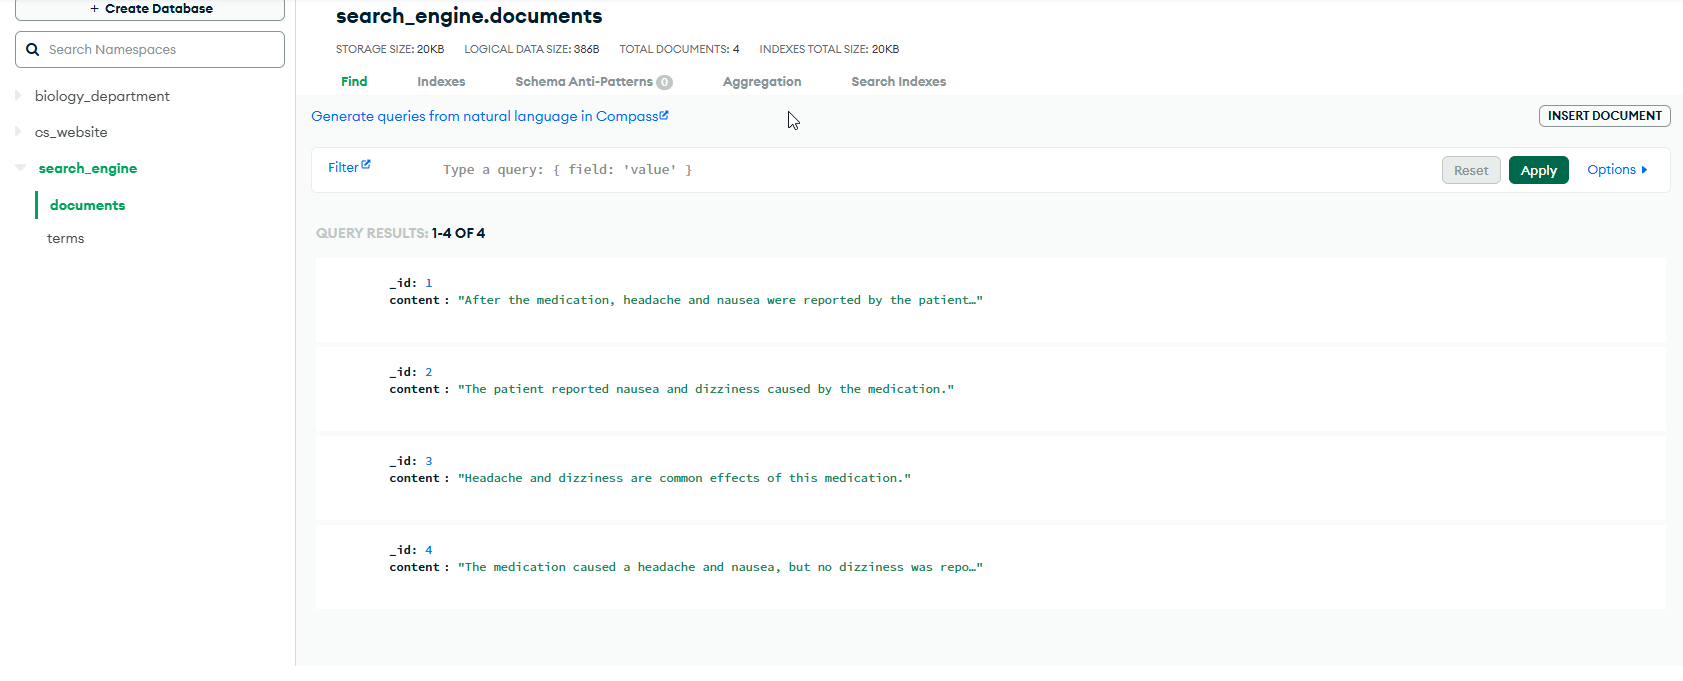 + Create Database
Search Namespaces
biology_department
cs_website
search_engine
documents
terms
search_engine.documents
STORAGE SIZE: 20KB LOGICAL DATA SIZE: 386B TOTAL DOCUMENTS: 4 INDEXES TOTAL SIZE: 20KB
Find Indexes Schema Anti-Patterns 0 Aggregation Search Indexes
Generate queries from natural language in Compass
INSERT DOCUMENT
Filter Type a query: { field: 'value' } Reset Apply Options
QUERY RESULTS: 1-4 OF 4
_id: 1
content : "After the medication, headache and nausea were reported by the patient…"
_id: 2
content : "The patient reported nausea and dizziness caused by the medication."
_id: 3
content : "Headache and dizziness are common effects of this medication."
_id: 4
content : "The medication caused a headache and nausea, but no dizziness was repo…"